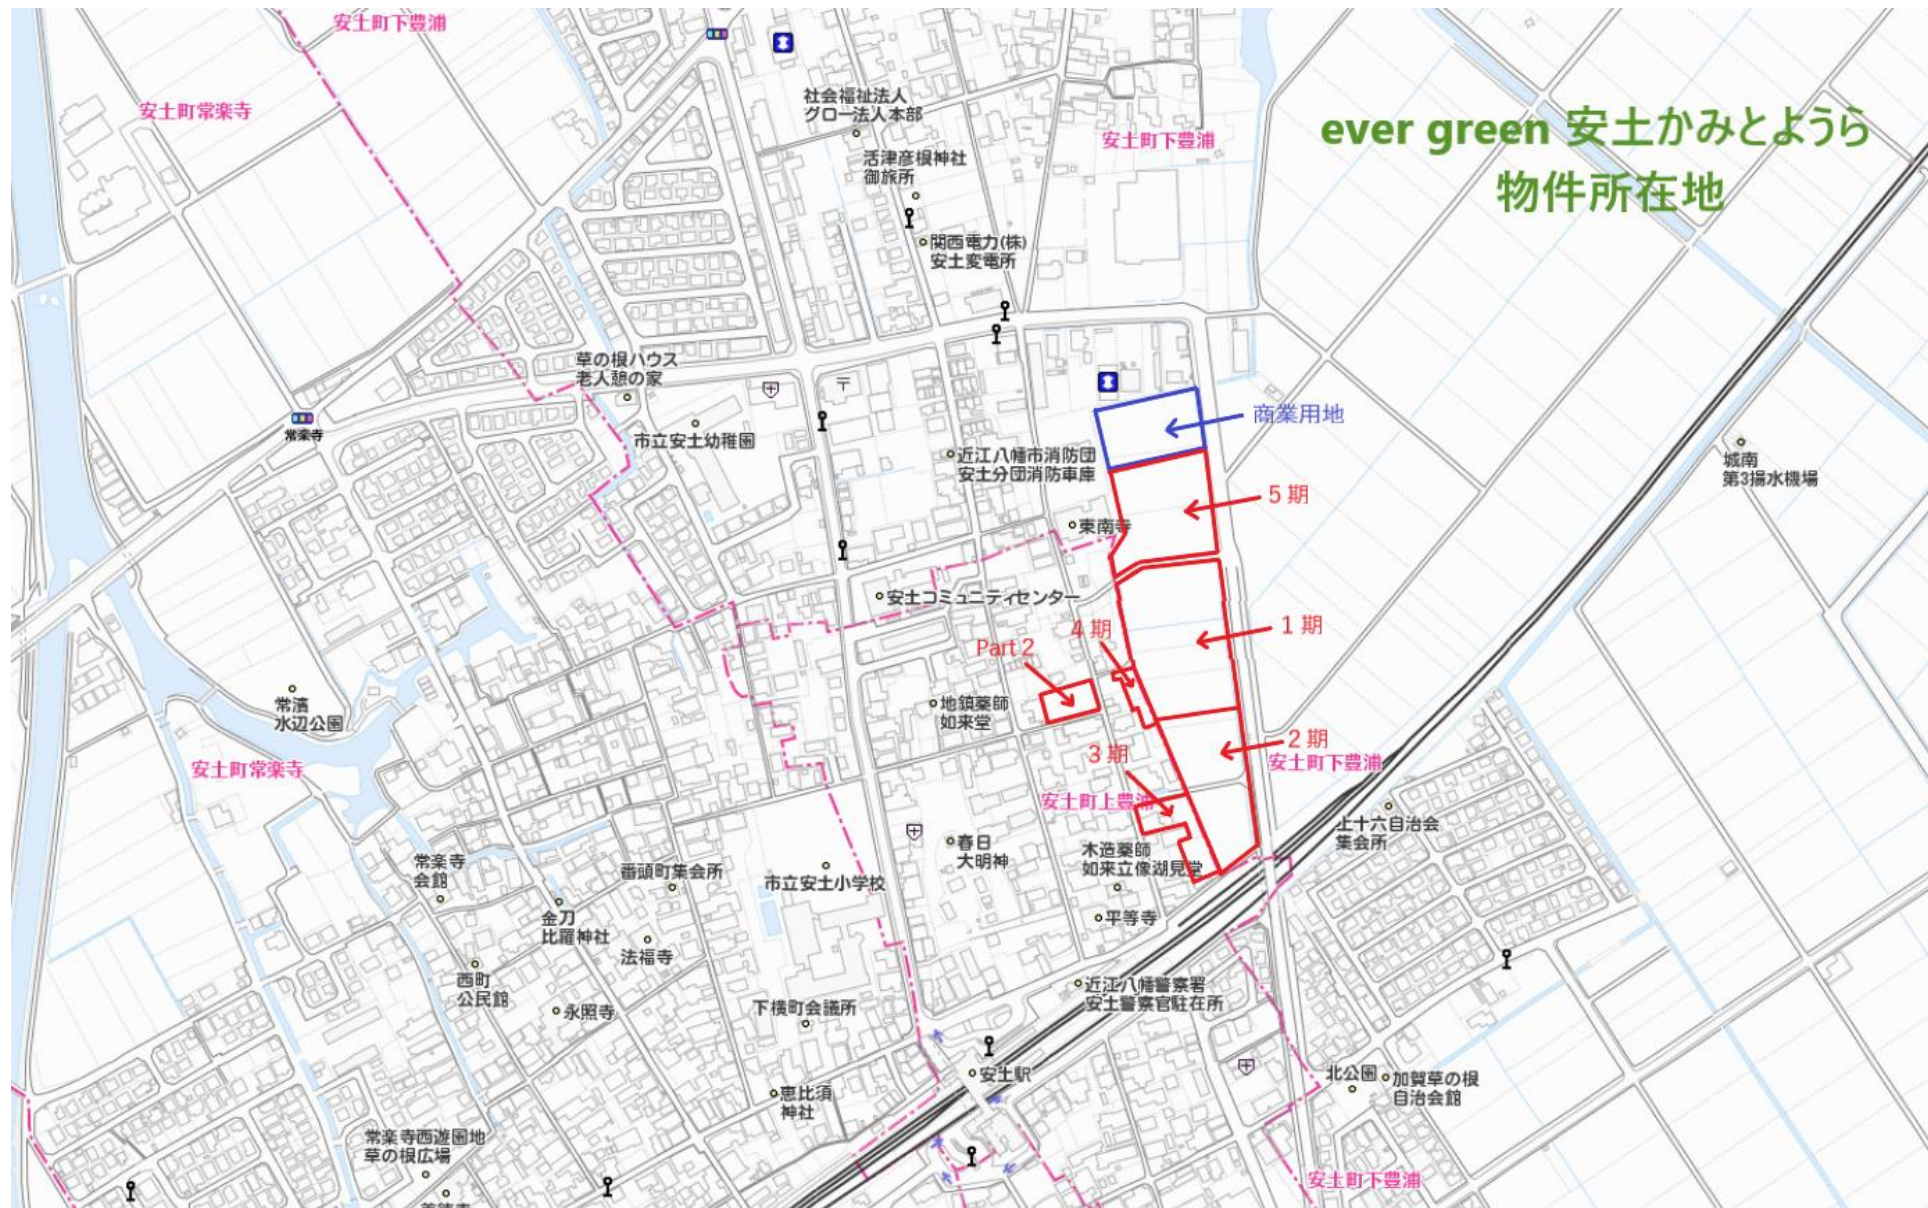 安土町下豊浦
安土町常楽寺
社会福祉法人
グロー法人本部
安土町下豊浦
ever green 安土かみとようら
物件所在地
活津彦根神社
御旅所
関西電力(株)
安土変電所
草の根ハウス
老人憩の家
常楽寺
市立安土幼稚園
商業用地
近江八幡市消防団
安土分団消防車庫
城南
第3揚水機場
5期
東南寺
安土コミュニティセンター
4期
1期
Part 2
常濱
水辺公園
地鎮薬師
如来堂
2期
3期
安土町常楽寺
安土町下豊浦
安土町上豊浦
上十六自治会
集会所
春日
大明神
木造薬師
如来立像湖見堂
常楽寺
会館
番頭町集会所
市立安土小学校
金刀
比羅神社
平等寺
法福寺
西町
公民館
永照寺
下横町会議所
近江八幡警察署
安土警察官駐在所
安土駅
北公園
加賀草の根
自治会館
恵比須
神社
常楽寺西遊園地
草の根広場
安土町下豊浦